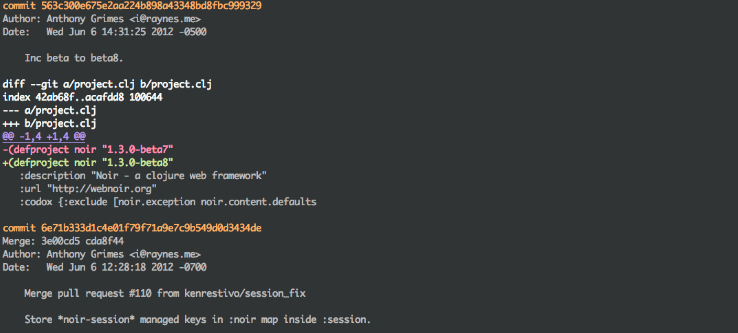 commit 563c300e675e2aa224b898a43348bd8fbc999329
Author: Anthony Grimes <i@raynes.me>
Date:   Wed Jun 6 14:31:25 2012 -0500
    Inc beta to beta8.
diff --git a/project.clj b/project.clj
index 42ab68f..acafdd8 100644
--- a/project.clj
+++ b/project.clj
@@ -1,4 +1,4 @@
-(defproject noir "1.3.0-beta7"
+(defproject noir "1.3.0-beta8"
   :description "Noir - a clojure web framework"
   :url "http://webnoir.org"
   :codox {:exclude [noir.exception noir.content.defaults
commit 6e71b333d1c4e01f79f71a9e7c9b549d0d3434de
Merge: 3e00cd5 cda8f44
Author: Anthony Grimes <i@raynes.me>
Date:   Wed Jun 6 12:28:18 2012 -0700
    Merge pull request #110 from kenrestivo/session_fix
    Store *noir-session* managed keys in :noir map inside :session.